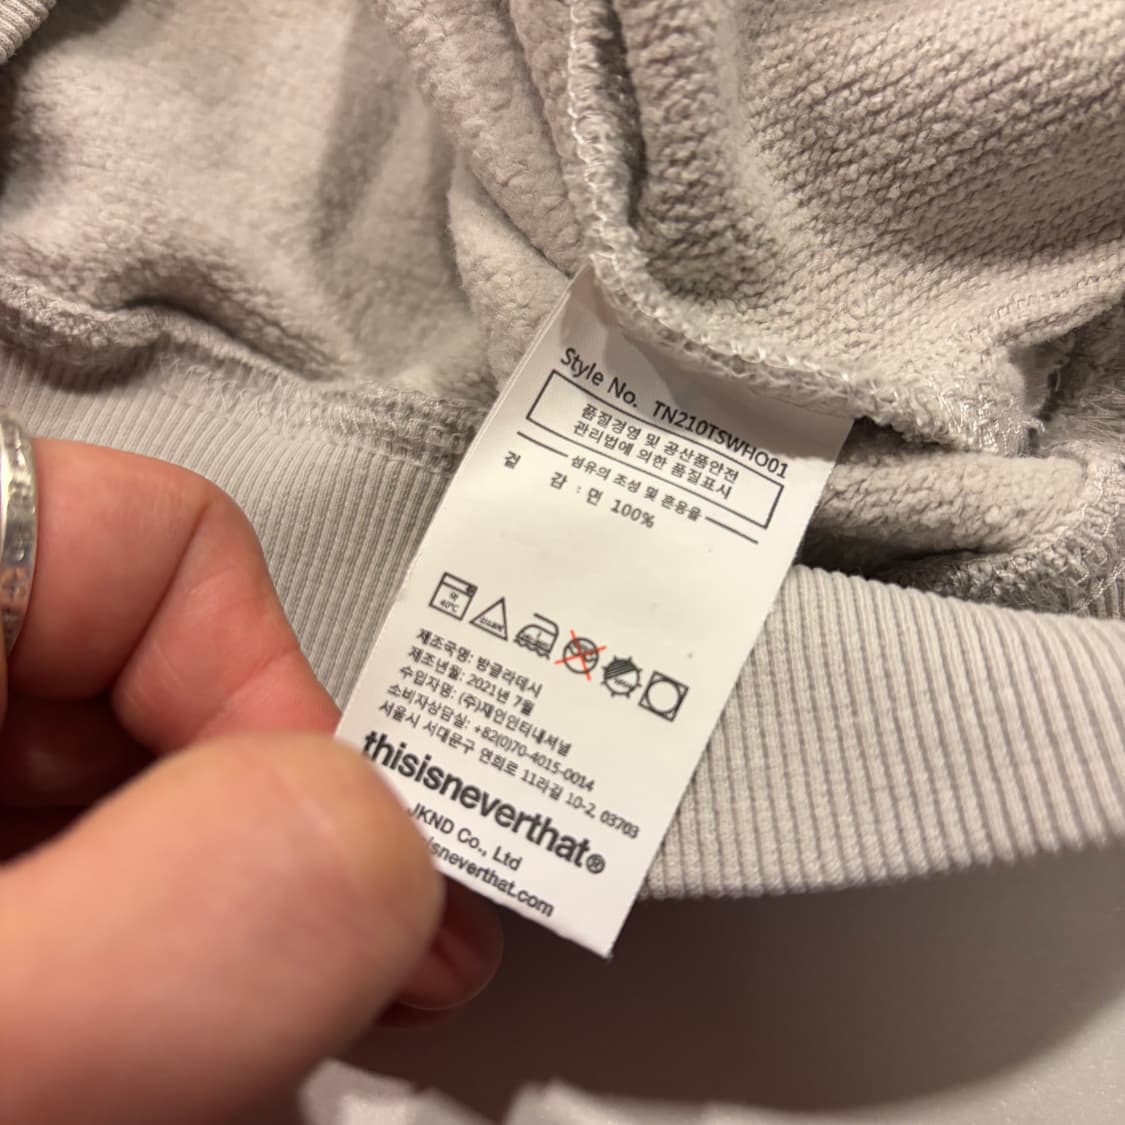 Style No. TN210TSWHO01
품질경영 및 공산품안전
관리법에 의한 품질표시
섬유의 조성 및 혼용율
겉 감 : 면 100%
약
40℃
제조국명: 방글라데시
제조년월: 2021년 7월
수입자명: (주)재인인터내셔널
소비자상담실: +82(0)70-4015-0014
서울시 서대문구 연희로 11라길 10-2, 03703
thisisneverthat®
JKND Co., Ltd
isneverthat.com